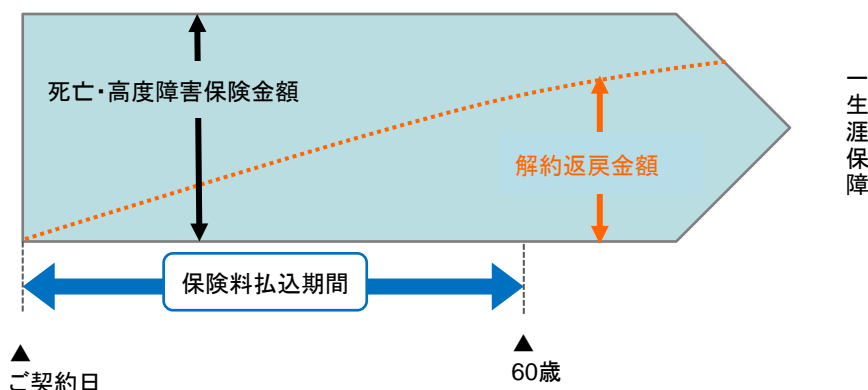 死亡・高度障害保険金額
解約返戻金額
一生涯保障
保険料払込期間
▲
ご契約日
▲
60歳